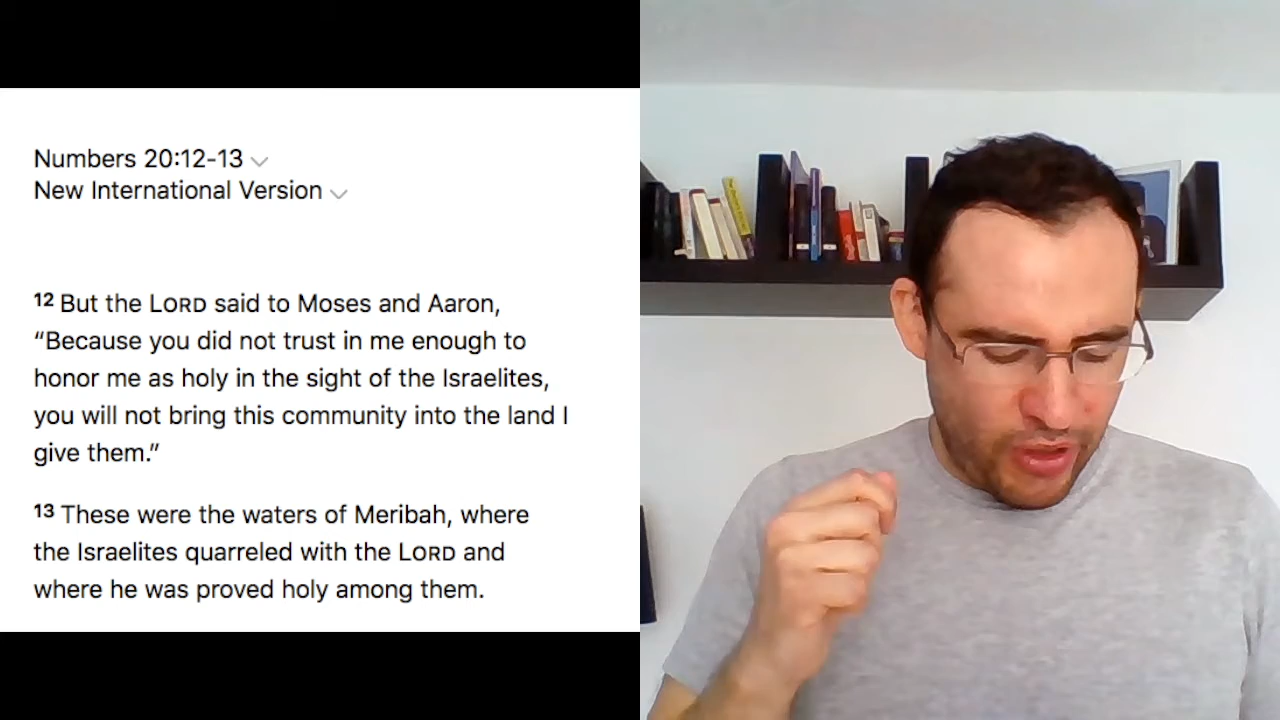 Numbers 20:12-13
New International Version
12 But the LORD said to Moses and Aaron,
“Because you did not trust in me enough to
honor me as holy in the sight of the Israelites,
you will not bring this community into the land I
give them.”
13 These were the waters of Meribah, where
the Israelites quarreled with the LORD and
where he was proved holy among them.